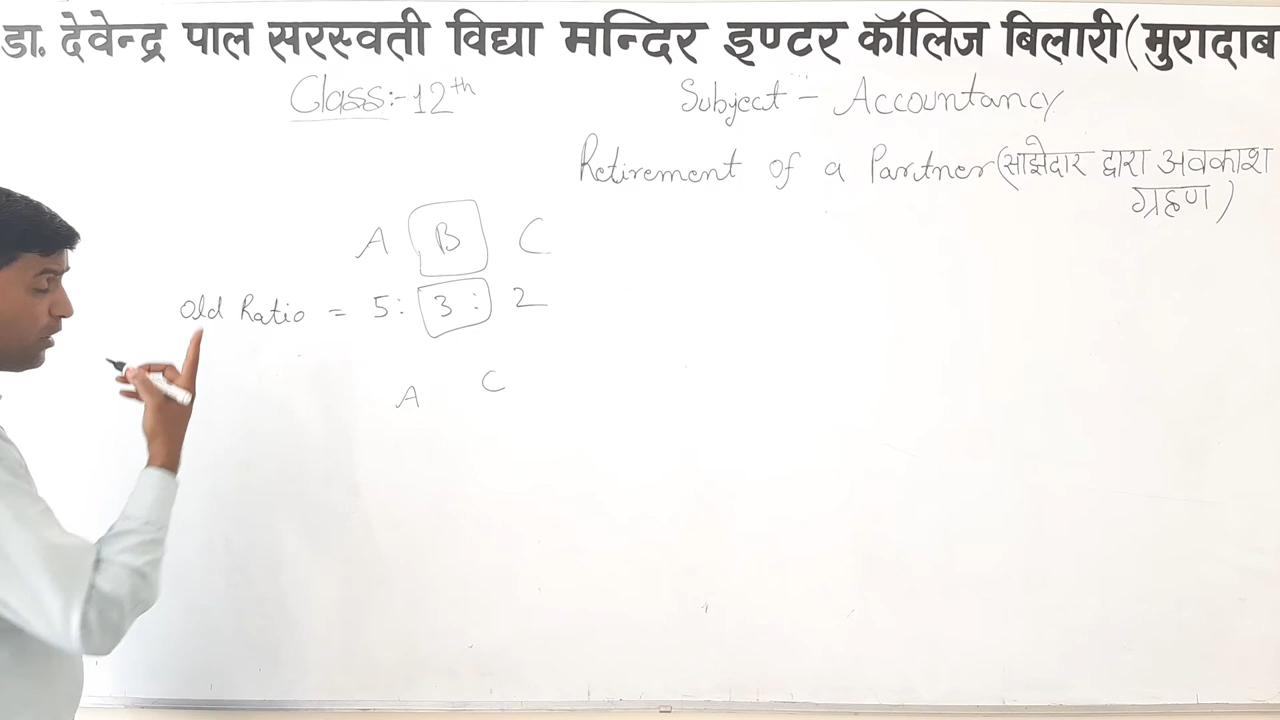 डा. देवेन्द्र पाल सरस्वती विद्या मन्दिर इण्टर कॉलिज बिलारी (मुरादाब
Class:- 12th
Subject - Accountancy
Retirement of a Partner (साझेदार द्वारा अवकाश
ग्रहण)
A B C
Old Ratio = 5 : 3 : 2
A C